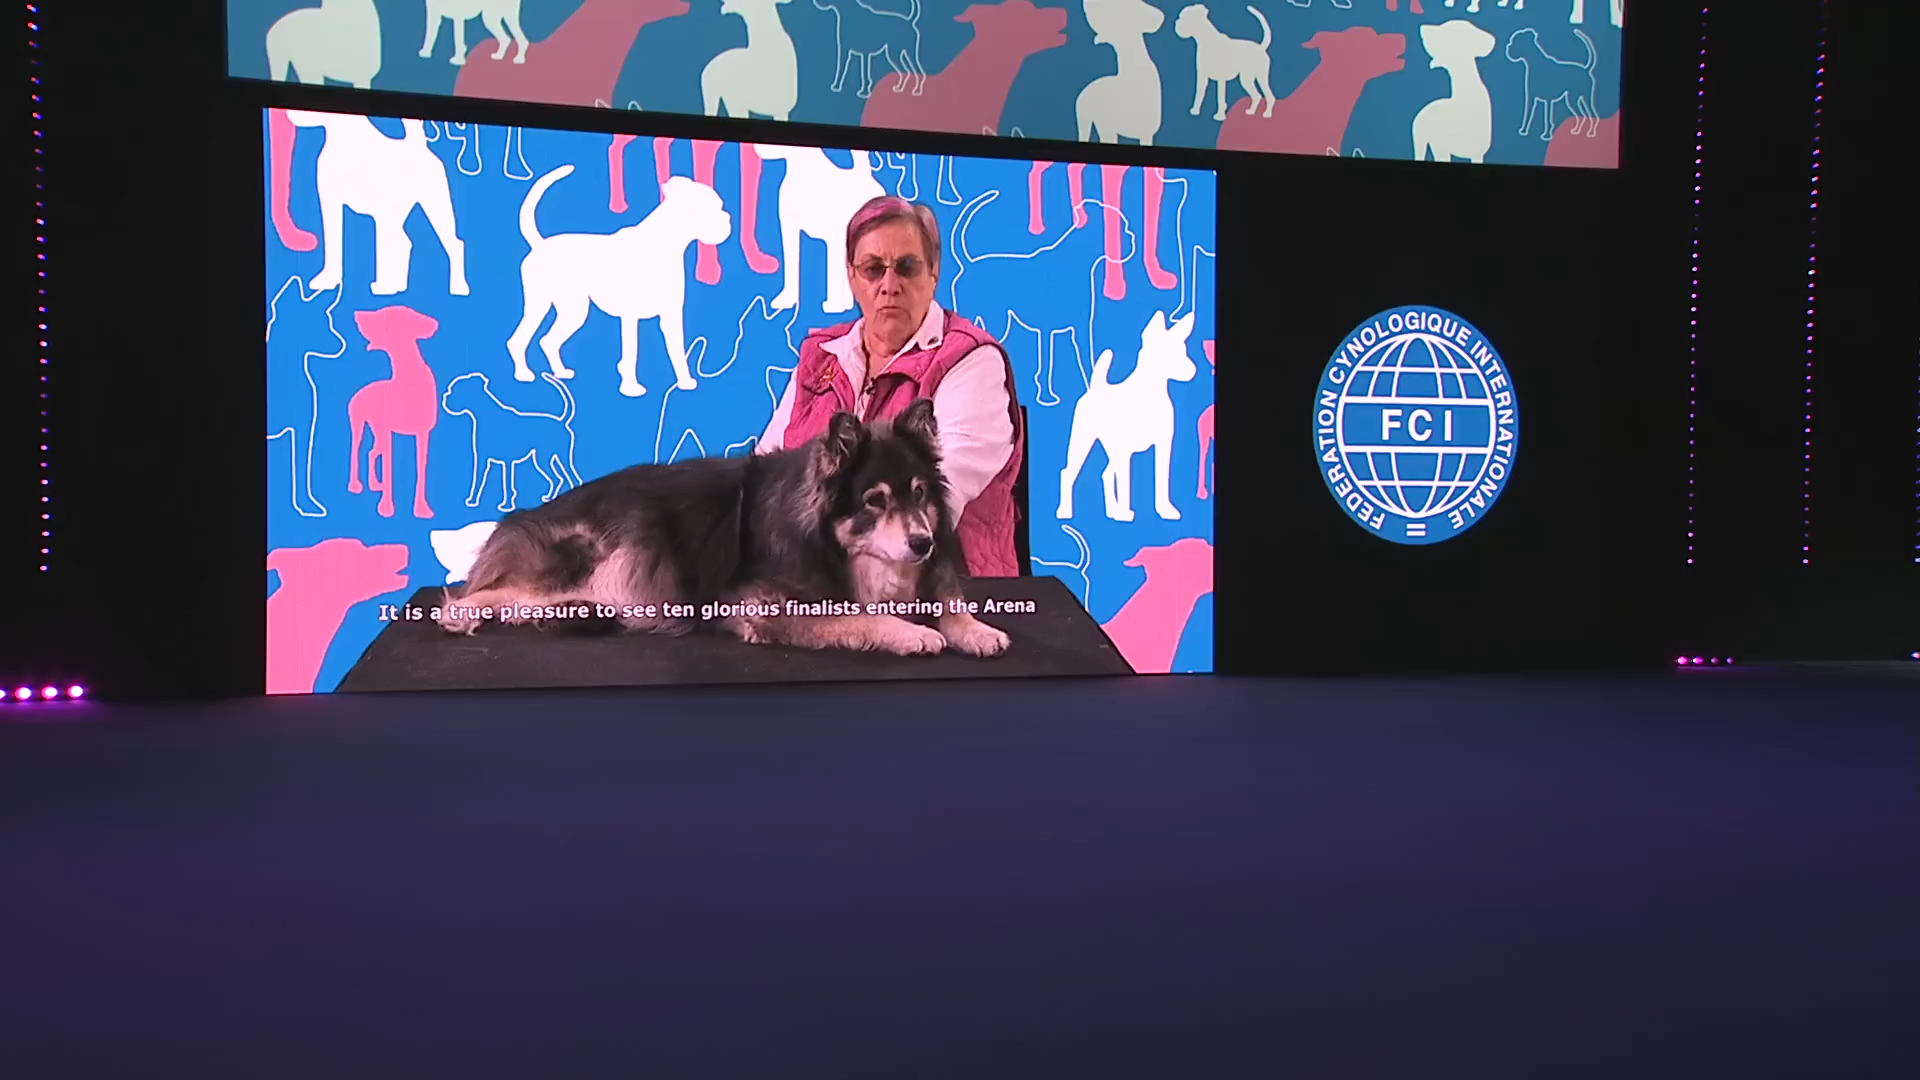 It is a true pleasure to see ten glorious finalists entering the Arena
FEDERATION CYNOLOGIQUE INTERNATIONALE =
FCI